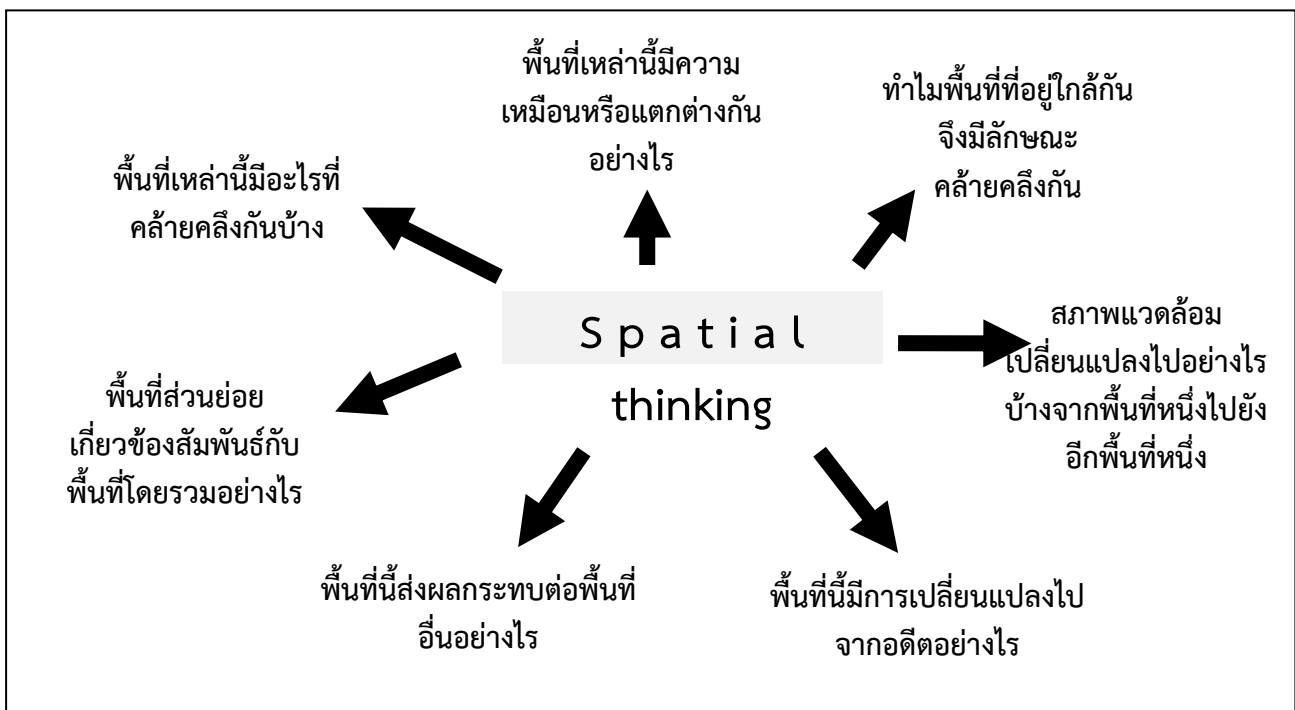 พื้นที่เหล่านี้มีความ
เหมือนหรือแตกต่างกัน
อย่างไร
ทำไมพื้นที่ที่อยู่ใกล้กัน
จึงมีลักษณะ
คล้ายคลึงกัน
พื้นที่เหล่านี้มีอะไรที่
คล้ายคลึงกันบ้าง
Spatial
thinking
สภาพแวดล้อม
เปลี่ยนแปลงไปอย่างไร
บ้างจากพื้นที่หนึ่งไปยัง
อีกพื้นที่หนึ่ง
พื้นที่ส่วนย่อย
เกี่ยวข้องสัมพันธ์กับ
พื้นที่โดยรวมอย่างไร
พื้นที่นี้ส่งผลกระทบต่อพื้นที่
อื่นอย่างไร
พื้นที่นี้มีการเปลี่ยนแปลงไป
จากอดีตอย่างไร